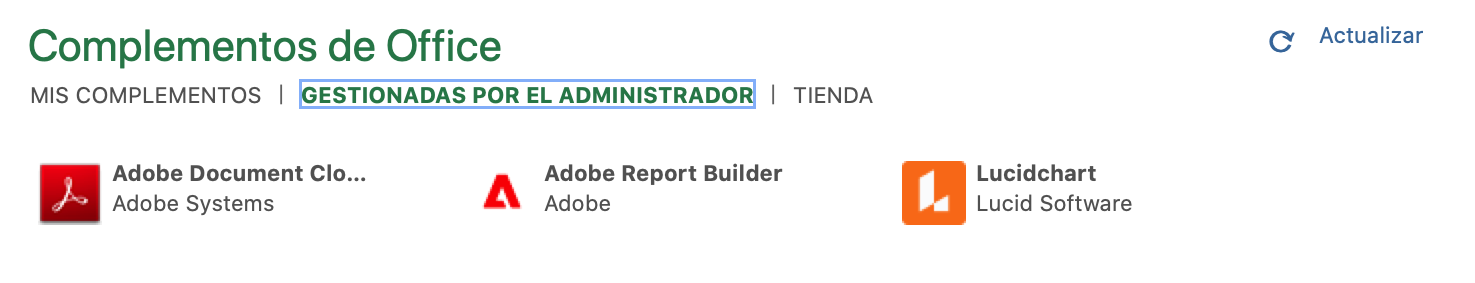 Complementos de Office
Actualizar
MIS COMPLEMENTOS | GESTIONADAS POR EL ADMINISTRADOR | TIENDA
Adobe Document Clo...
Adobe Systems
Adobe Report Builder
Adobe
Lucidchart
Lucid Software